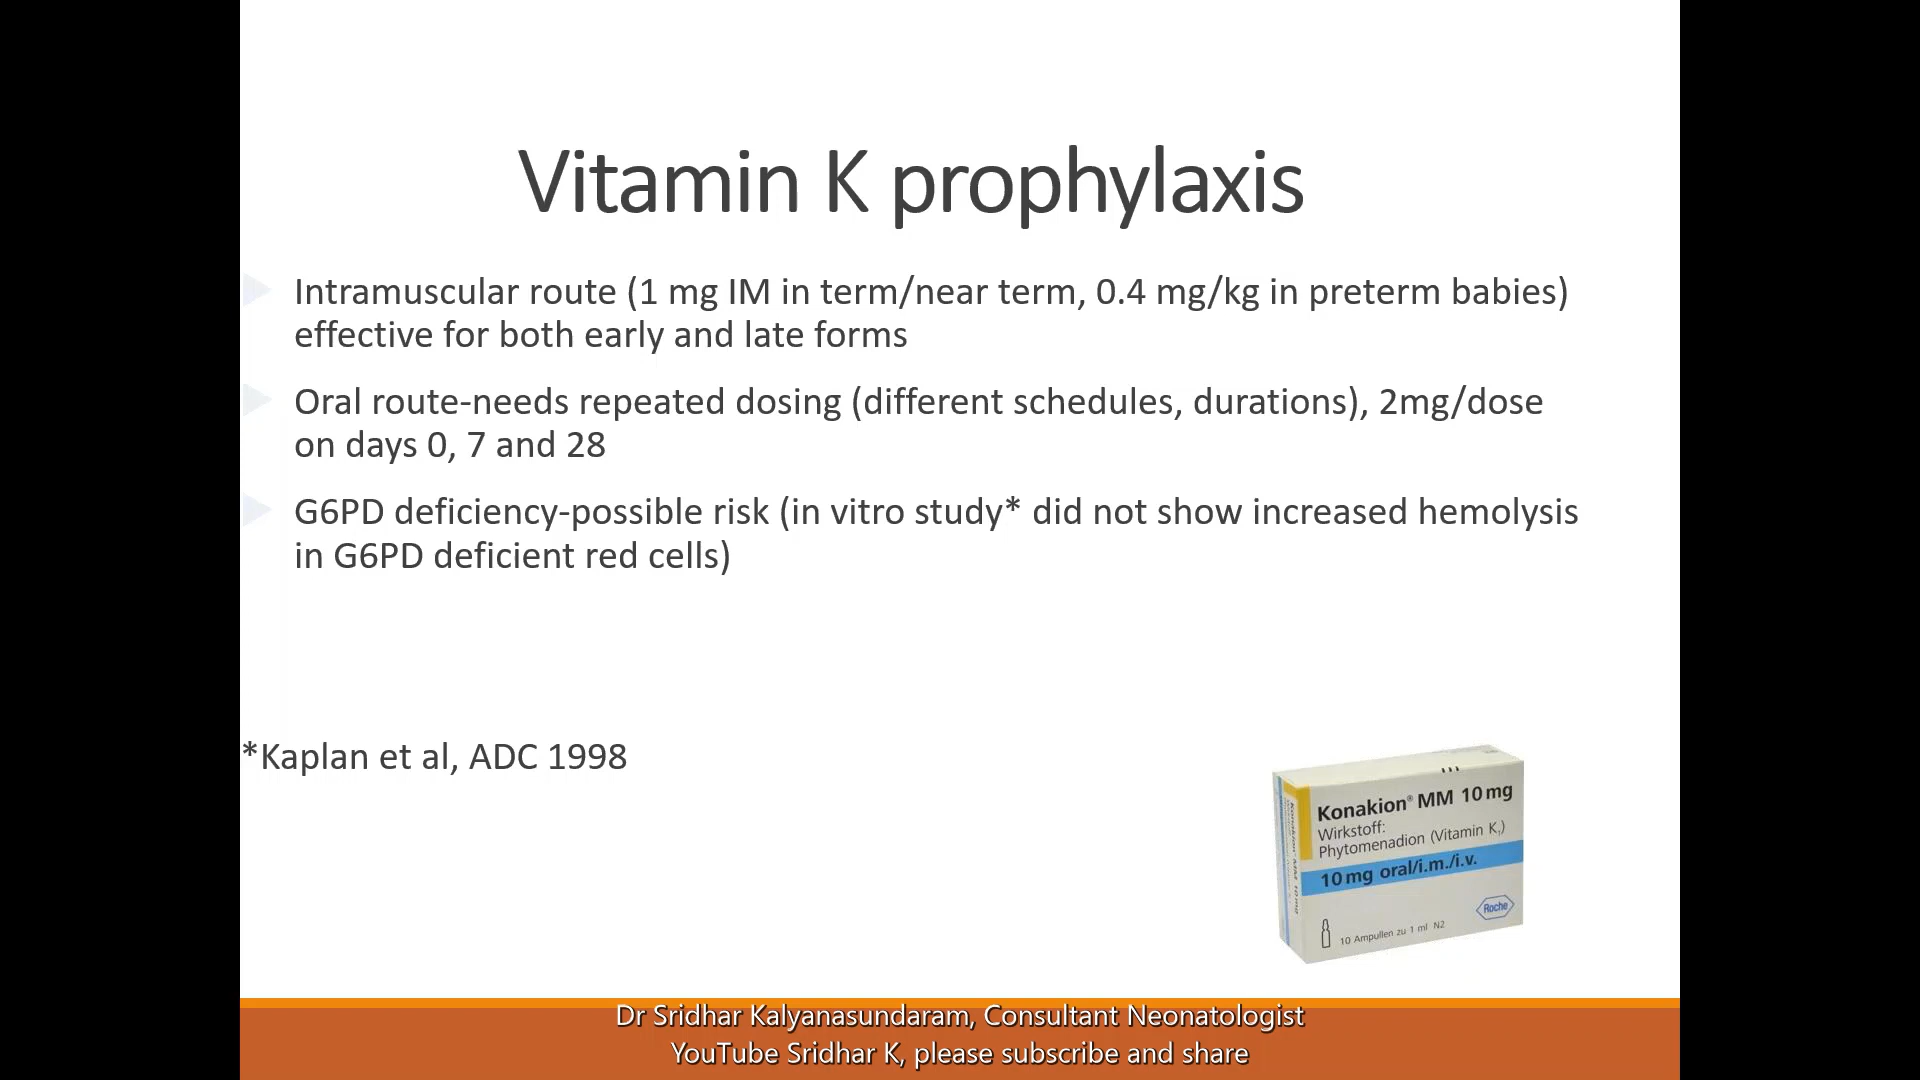 Vitamin K prophylaxis
Intramuscular route (1 mg IM in term/near term, 0.4 mg/kg in preterm babies)
effective for both early and late forms
Oral route-needs repeated dosing (different schedules, durations), 2mg/dose
on days 0, 7 and 28
G6PD deficiency-possible risk (in vitro study* did not show increased hemolysis
in G6PD deficient red cells)
*Kaplan et al, ADC 1998
Konakion® MM 10 mg
Wirkstoff:
Phytomenadion (Vitamin K₁)
10 mg oral/i.m./i.v.
Roche
10 Ampullen zu 1 ml N2
Konakion® MM 10 mg
Dr Sridhar Kalyanasundaram, Consultant Neonatologist
YouTube Sridhar K, please subscribe and share